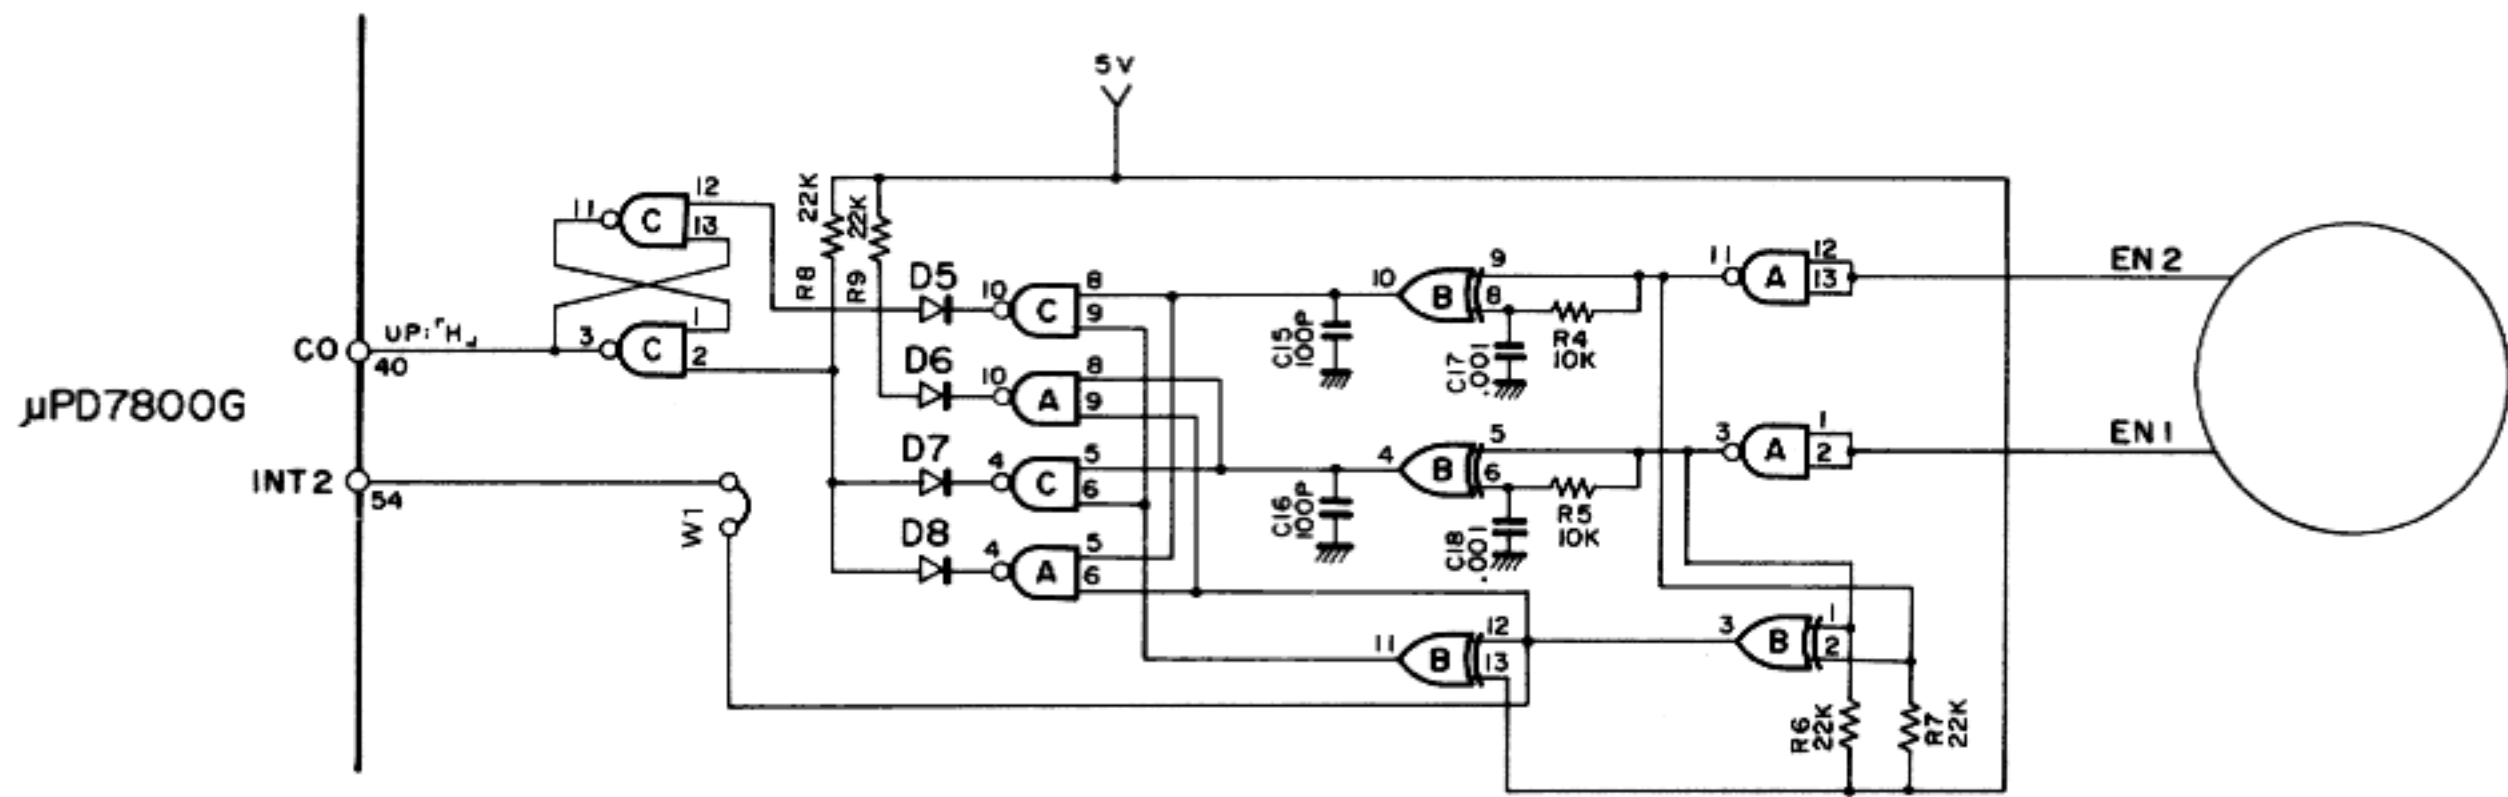 5V
12
11
C
13
22K
22K
R8
R9
1
3
C
2
UP:「H」
C0
40
μPD7800G
INT2
54
W1
D5
10
C
8
9
D6
10
A
8
9
D7
4
C
5
6
D8
4
A
5
6
10
B
9
8
C15
100P
C17
.001
R4
10K
11
A
12
13
EN2
4
B
5
6
C16
100P
C18
.001
R5
10K
3
A
1
2
EN1
11
B
12
13
3
B
1
2
R6
22K
R7
22K